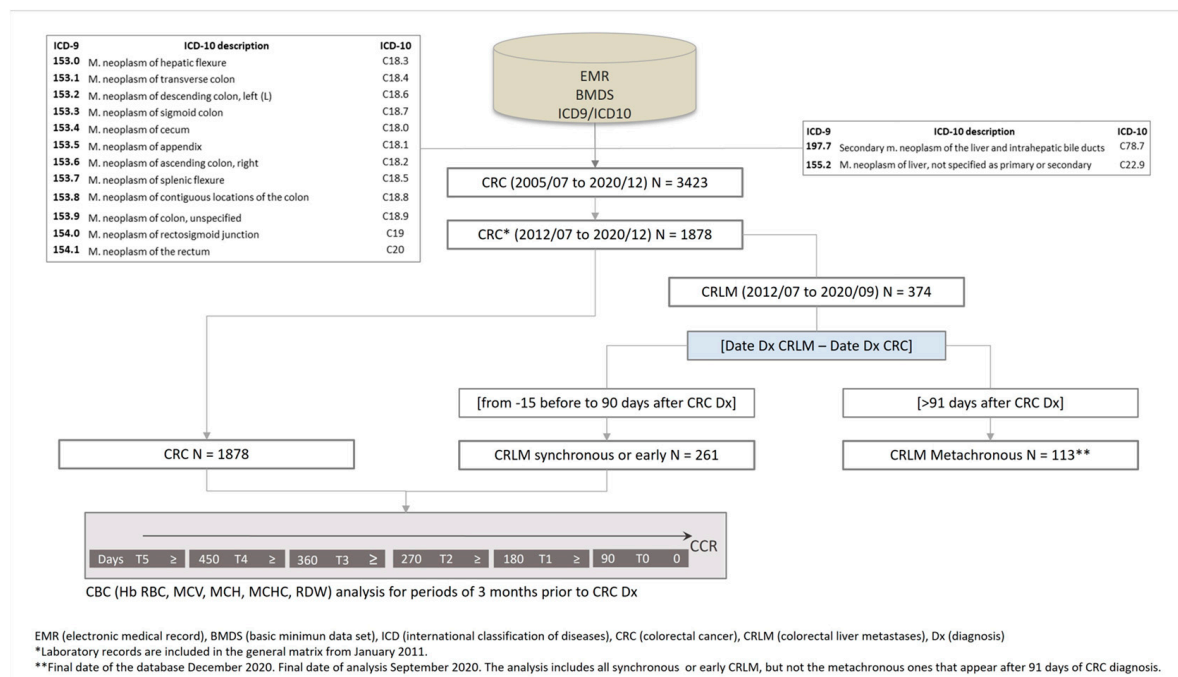 ICD-9 ICD-10 description ICD-10
153.0 M. neoplasm of hepatic flexure C18.3
153.1 M. neoplasm of transverse colon C18.4
153.2 M. neoplasm of descending colon, left (L) C18.6
153.3 M. neoplasm of sigmoid colon C18.7
153.4 M. neoplasm of cecum C18.0
153.5 M. neoplasm of appendix C18.1
153.6 M. neoplasm of ascending colon, right C18.2
153.7 M. neoplasm of splenic flexure C18.5
153.8 M. neoplasm of contiguous locations of the colon C18.8
153.9 M. neoplasm of colon, unspecified C18.9
154.0 M. neoplasm of rectosigmoid junction C19
154.1 M. neoplasm of the rectum C20
EMR
BMDS
ICD9/ICD10
ICD-9 ICD-10 description ICD-10
197.7 Secondary m. neoplasm of the liver and intrahepatic bile ducts C78.7
155.2 M. neoplasm of liver, not specified as primary or secondary C22.9
CRC (2005/07 to 2020/12) N = 3423
CRC* (2012/07 to 2020/12) N = 1878
CRLM (2012/07 to 2020/09) N = 374
[Date Dx CRLM – Date Dx CRC]
[from -15 before to 90 days after CRC Dx]
[>91 days after CRC Dx]
CRC N = 1878
CRLM synchronous or early N = 261
CRLM Metachronous N = 113**
CCR
Days T5 ≥ 450 T4 ≥ 360 T3 ≥ 270 T2 ≥ 180 T1 ≥ 90 T0 0
CBC (Hb RBC, MCV, MCH, MCHC, RDW) analysis for periods of 3 months prior to CRC Dx
EMR (electronic medical record), BMDS (basic minimun data set), ICD (international classification of diseases), CRC (colorectal cancer), CRLM (colorectal liver metastases), Dx (diagnosis)
*Laboratory records are included in the general matrix from January 2011.
**Final date of the database December 2020. Final date of analysis September 2020. The analysis includes all synchronous or early CRLM, but not the metachronous ones that appear after 91 days of CRC diagnosis.